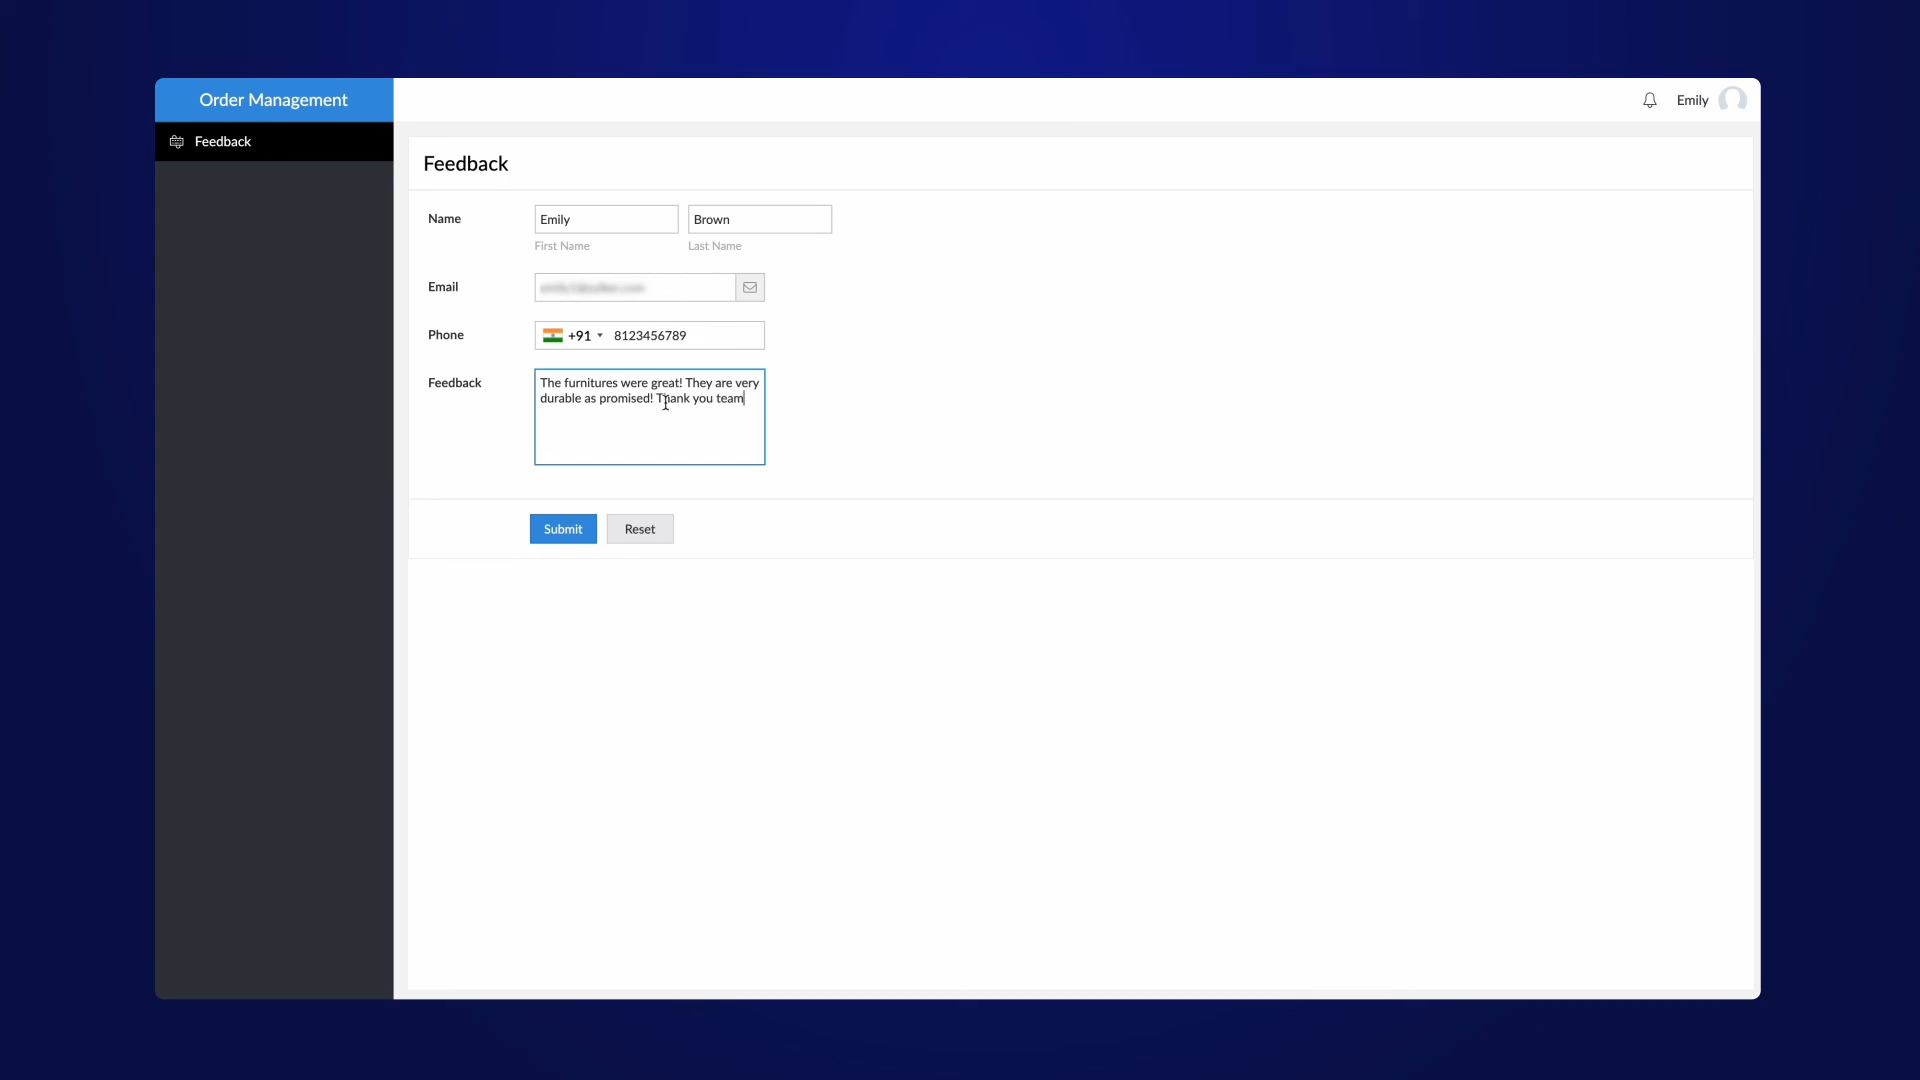 Order Management
Emily
Feedback
Feedback
Name
Emily
Brown
First Name
Last Name
Email
Phone
+91
8123456789
Feedback
The furnitures were great! They are very
durable as promised! Thank you team
Submit
Reset